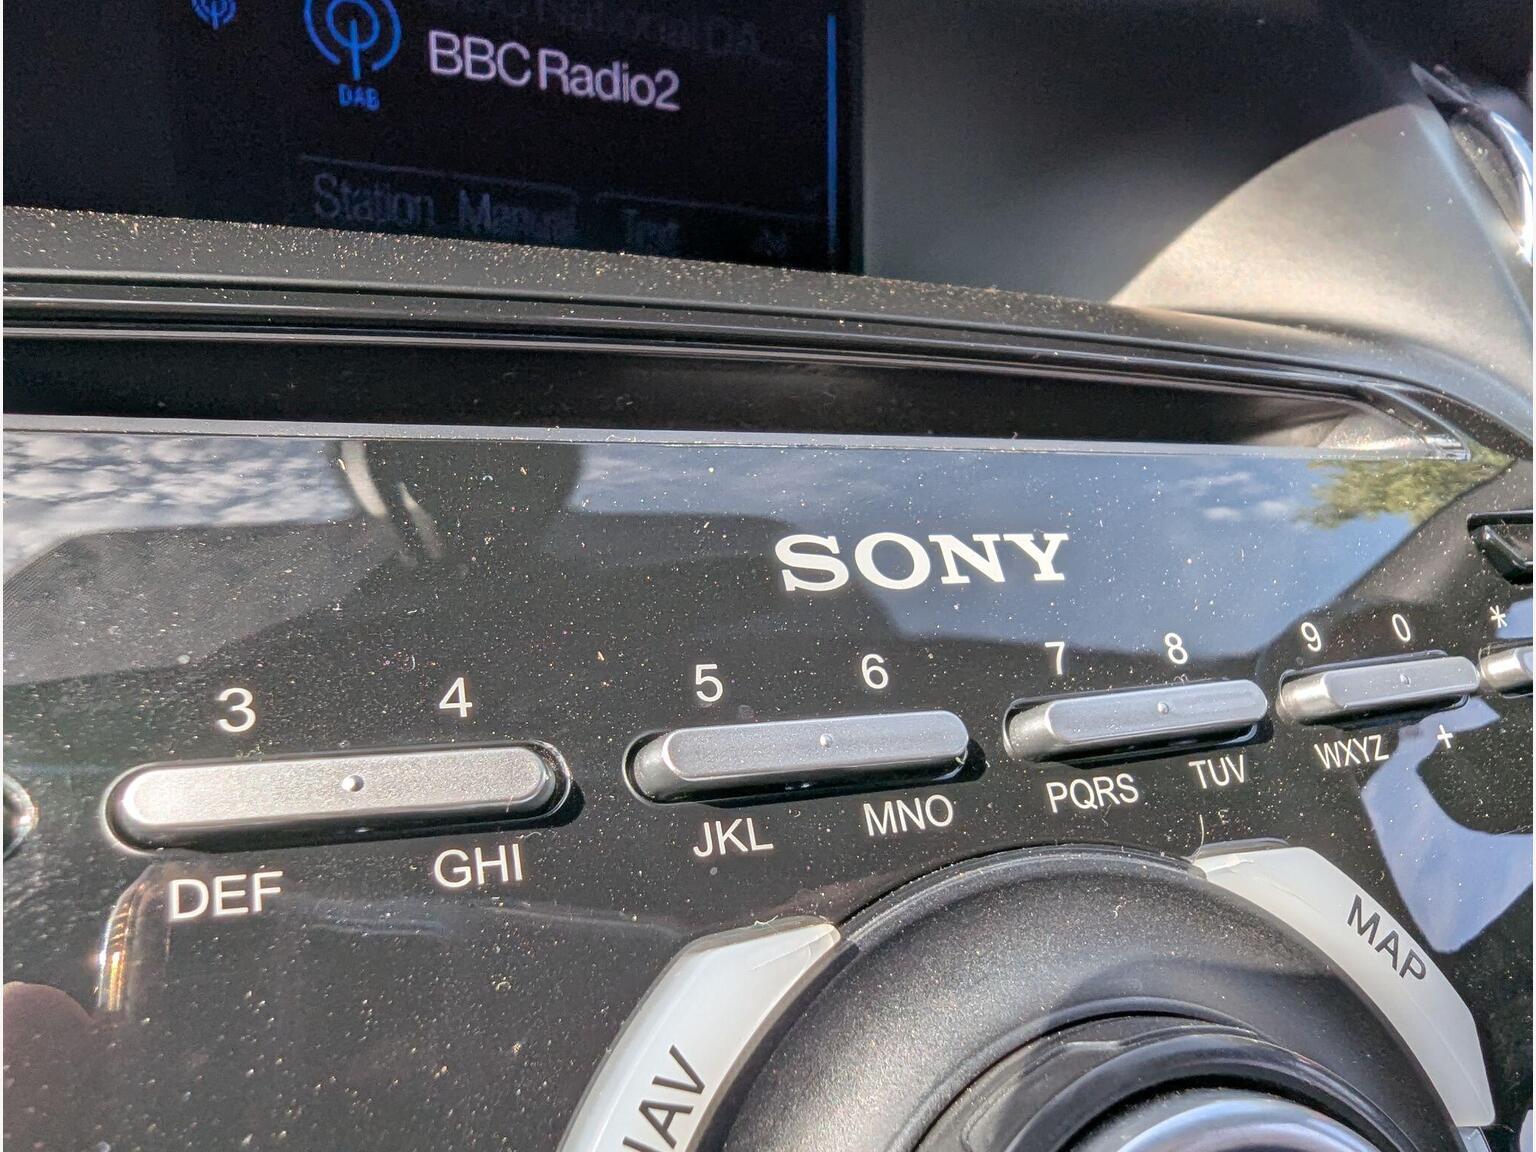 DAB
BBC Radio2
Station Manual
SONY
3 4 5 6 7 8 9 0 *
DEF GHI JKL MNO PQRS TUV WXYZ +
NAV
MAP